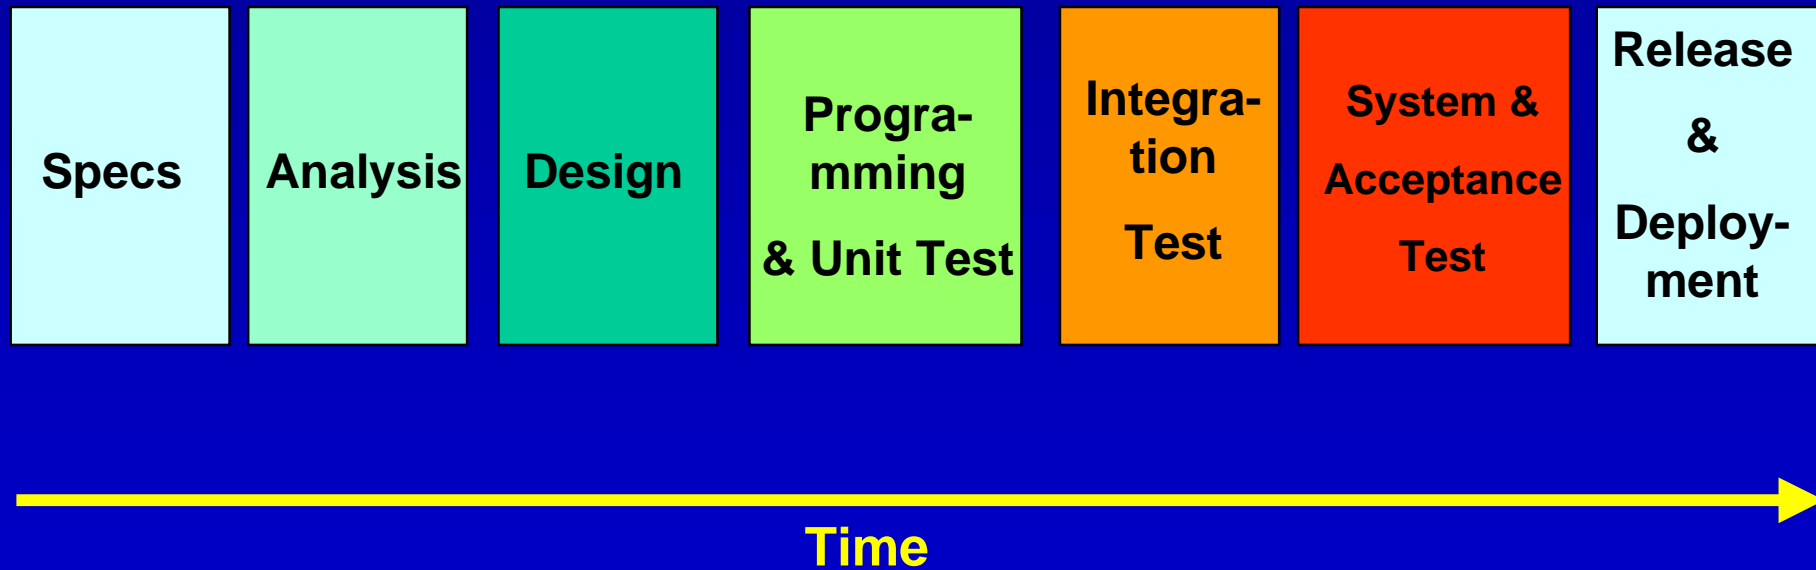 Specs
Analysis
Design
Progra-
mming
& Unit Test
Integra-
tion
Test
System &
Acceptance
Test
Release
&
Deploy-
ment
Time